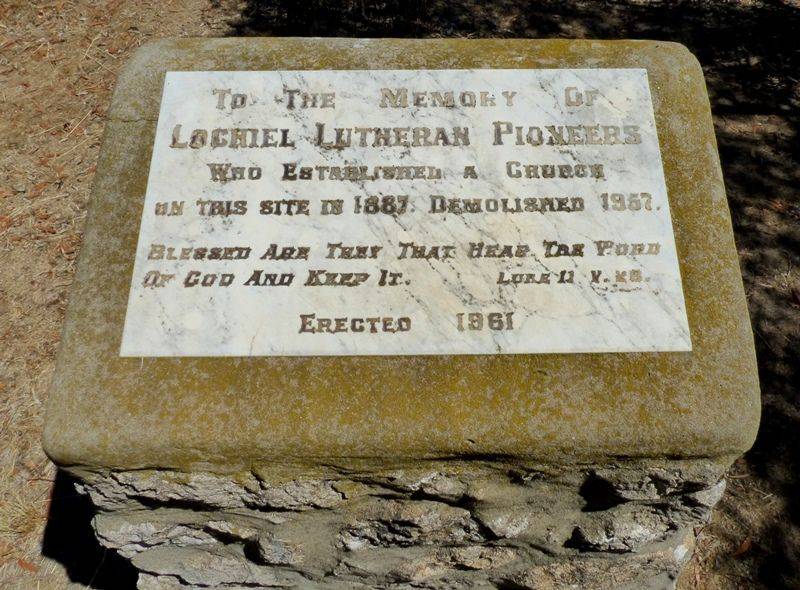 To The Memory Of
Lochiel Lutheran Pioneers
Who Established A Church
on this site in 1887. Demolished 1957.
Blessed Are They That Hear The Word
Of God And Keep It. Luke 11 v. 28.
Erected 1961